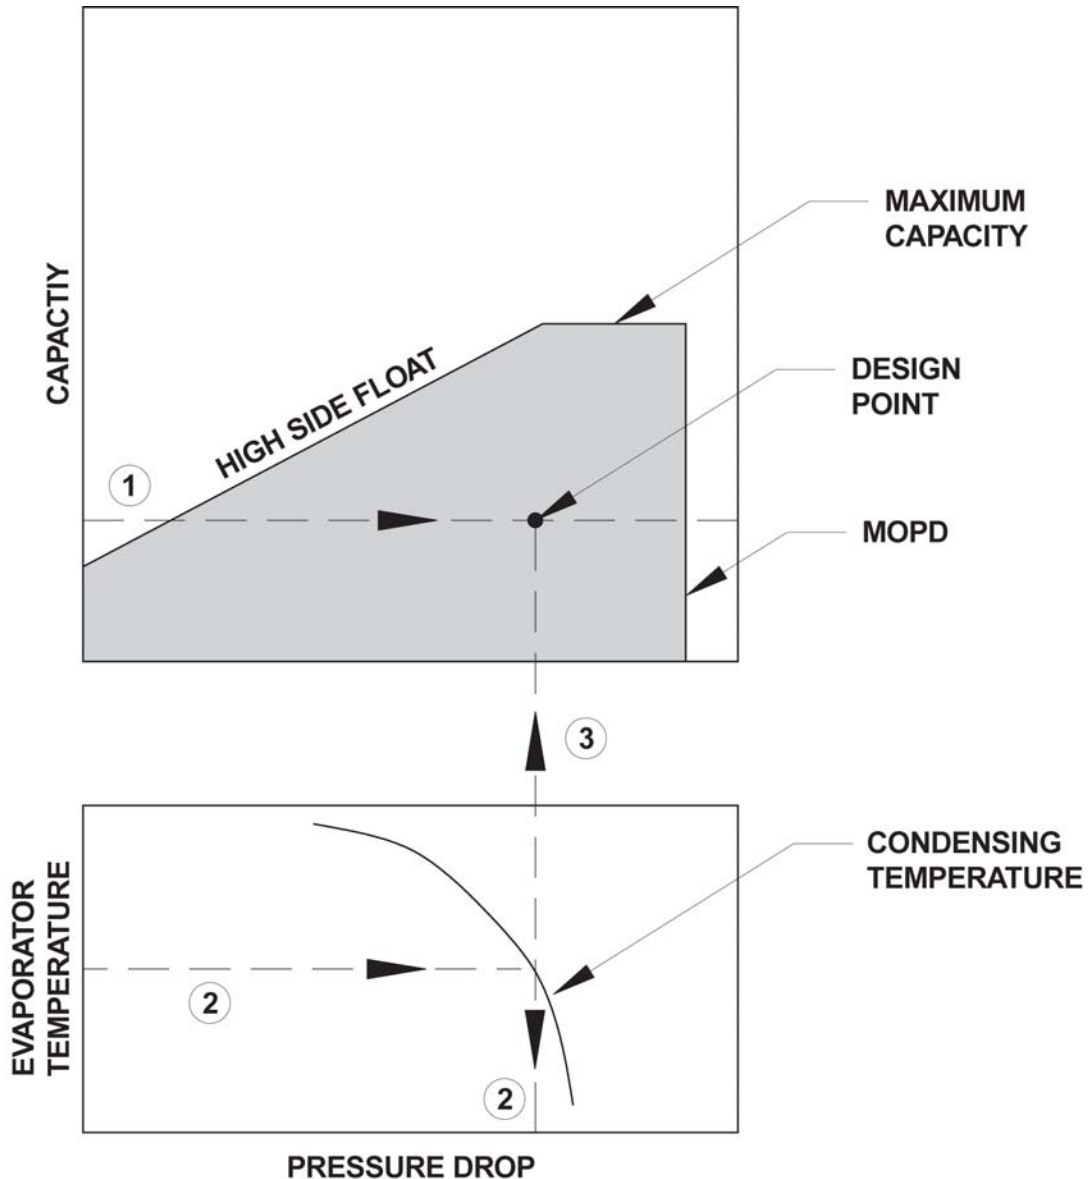 MAXIMUM
CAPACITY
CAPACTIY
HIGH SIDE FLOAT
DESIGN
POINT
1
MOPD
3
CONDENSING
TEMPERATURE
EVAPORATOR
TEMPERATURE
2
2
PRESSURE DROP